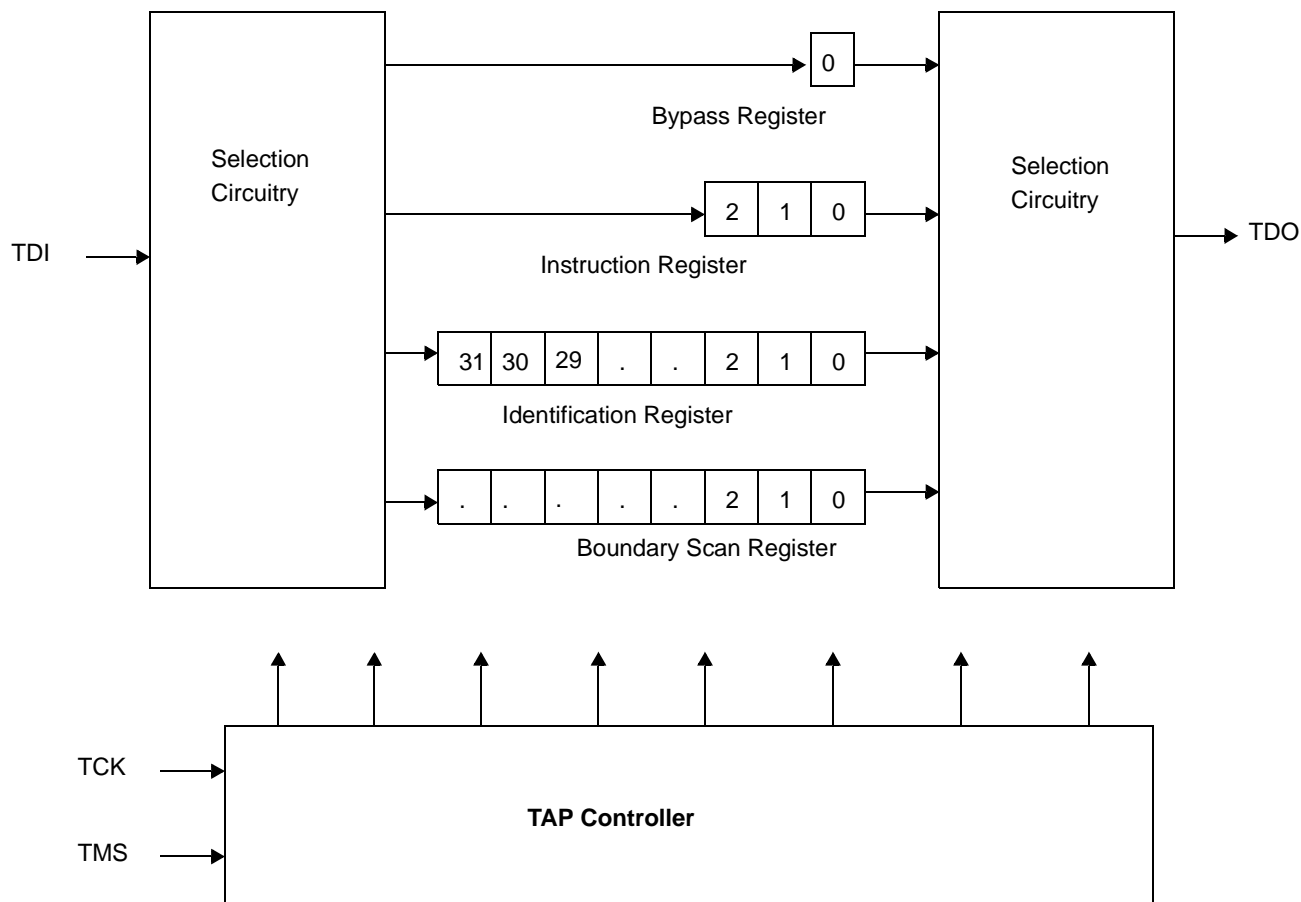 0
Bypass Register
Selection
Circuitry
Selection
Circuitry
2 1 0
TDI
TDO
Instruction Register
31 30 29 . . 2 1 0
Identification Register
. . . . . 2 1 0
Boundary Scan Register
TCK
TAP Controller
TMS